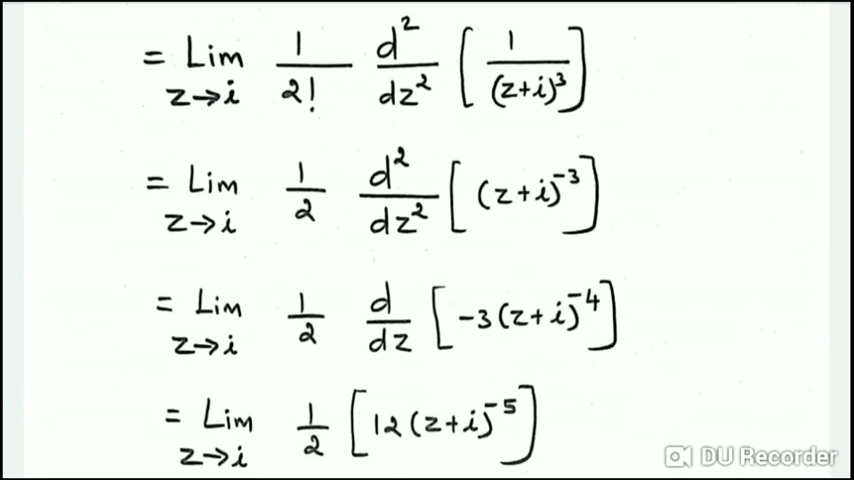 = Lim z→i 1/2! d²/dz² [ 1/(z+i)³ ]
= Lim z→i 1/2 d²/dz² [ (z+i)⁻³ ]
= Lim z→i 1/2 d/dz [ -3(z+i)⁻⁴ ]
= Lim z→i 1/2 [ 12(z+i)⁻⁵ ]
DU Recorder